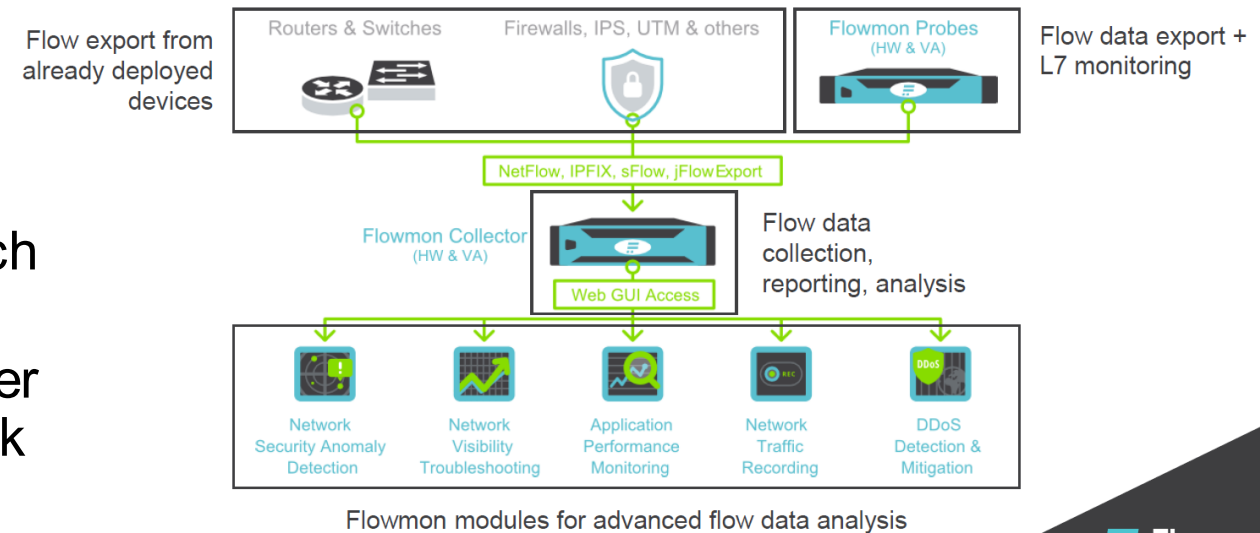 Routers & Switches
Firewalls, IPS, UTM & others
Flowmon Probes
(HW & VA)
Flow export from
already deployed
devices
Flow data export +
L7 monitoring
NetFlow, IPFIX, sFlow, jFlowExport
Flowmon Collector
(HW & VA)
Flow data
collection,
reporting, analysis
Web GUI Access
REC
DDoS
Network
Security Anomaly
Detection
Network
Visibility
Troubleshooting
Application
Performance
Monitoring
Network
Traffic
Recording
DDoS
Detection &
Mitigation
Flowmon modules for advanced flow data analysis